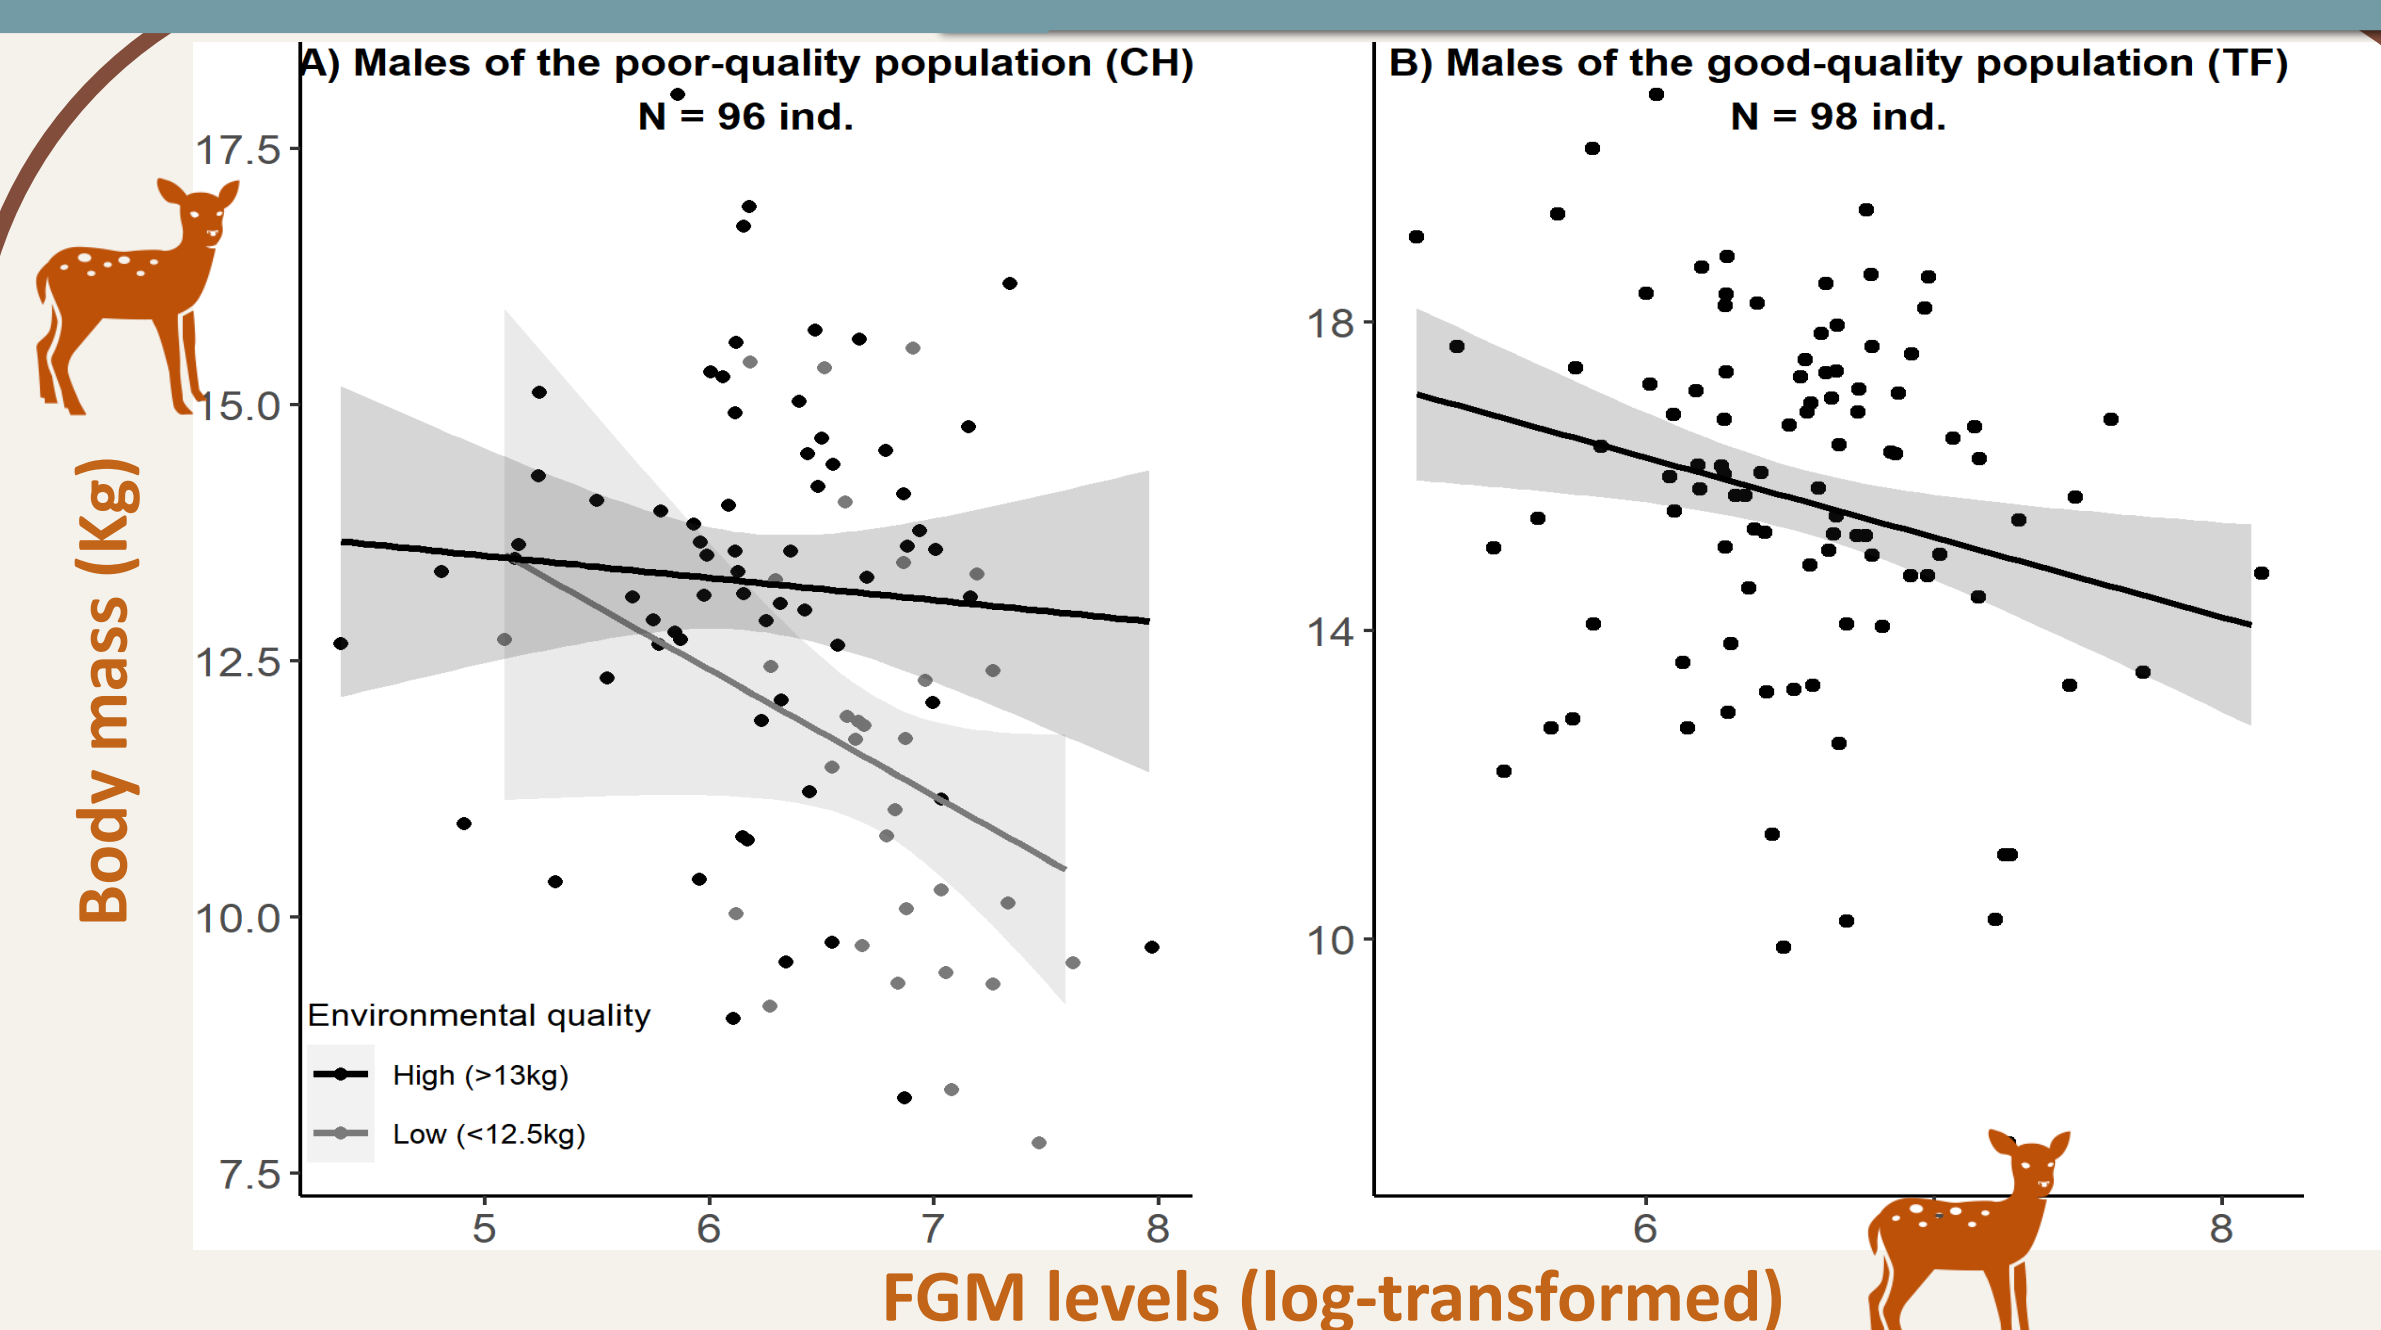 A) Males of the poor-quality population (CH)
N = 96 ind.
B) Males of the good-quality population (TF)
N = 98 ind.
Body mass (Kg)
17.5
15.0
12.5
10.0
7.5
Environmental quality
High (>13kg)
Low (<12.5kg)
5 6 7 8
18
14
10
6 8
FGM levels (log-transformed)